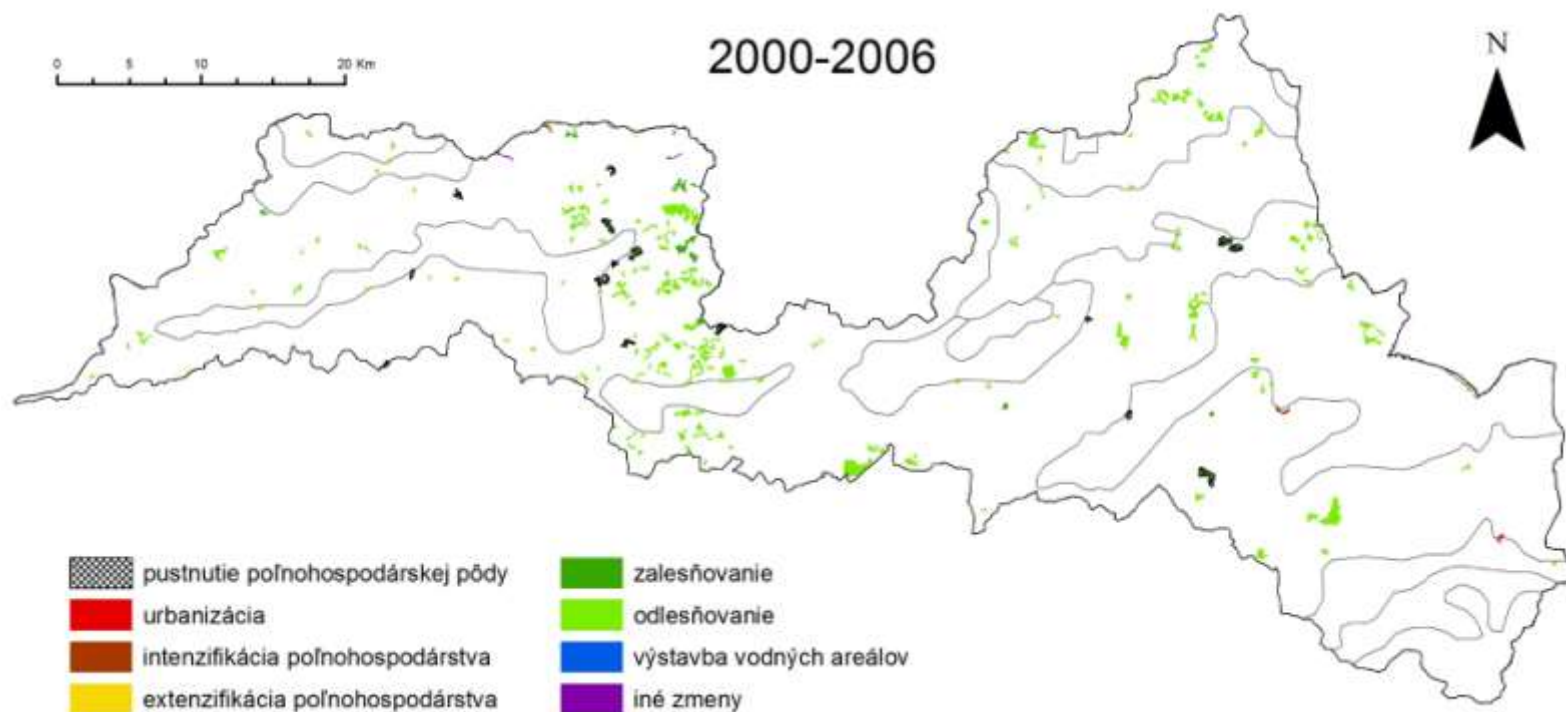 2000-2006
N
0 5 10 20 Km
pustnutie poľnohospodárskej pôdy
urbanizácia
intenzifikácia poľnohospodárstva
extenzifikácia poľnohospodárstva
zalesňovanie
odlesňovanie
výstavba vodných areálov
iné zmeny